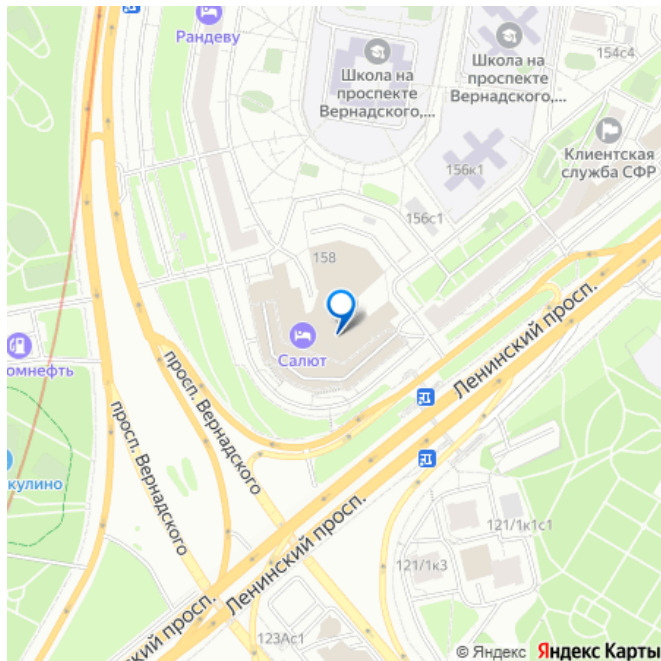 Рандеву
Школа на
проспекте
Вернадского,...
Школа на
проспекте
Вернадского,...
154с4
Клиентская
служба СФР
156к1
156с1
158
Салют
Ленинский просп.
омнефть
просп. Вернадского
просп. Вернадского
кулино
121/1к1с1
121/1к3
Ленинский просп.
нский просп.
123Ас1
© Яндекс Яндекс Карты